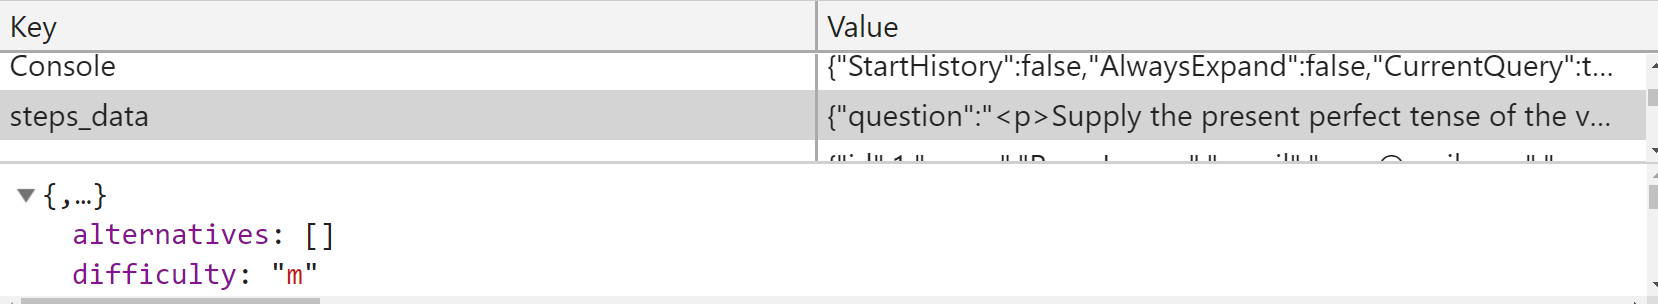 Key Value
Console {"StartHistory":false,"AlwaysExpand":false,"CurrentQuery":t...
steps_data {"question":"<p>Supply the present perfect tense of the v...
{,…}
alternatives: []
difficulty: "m"